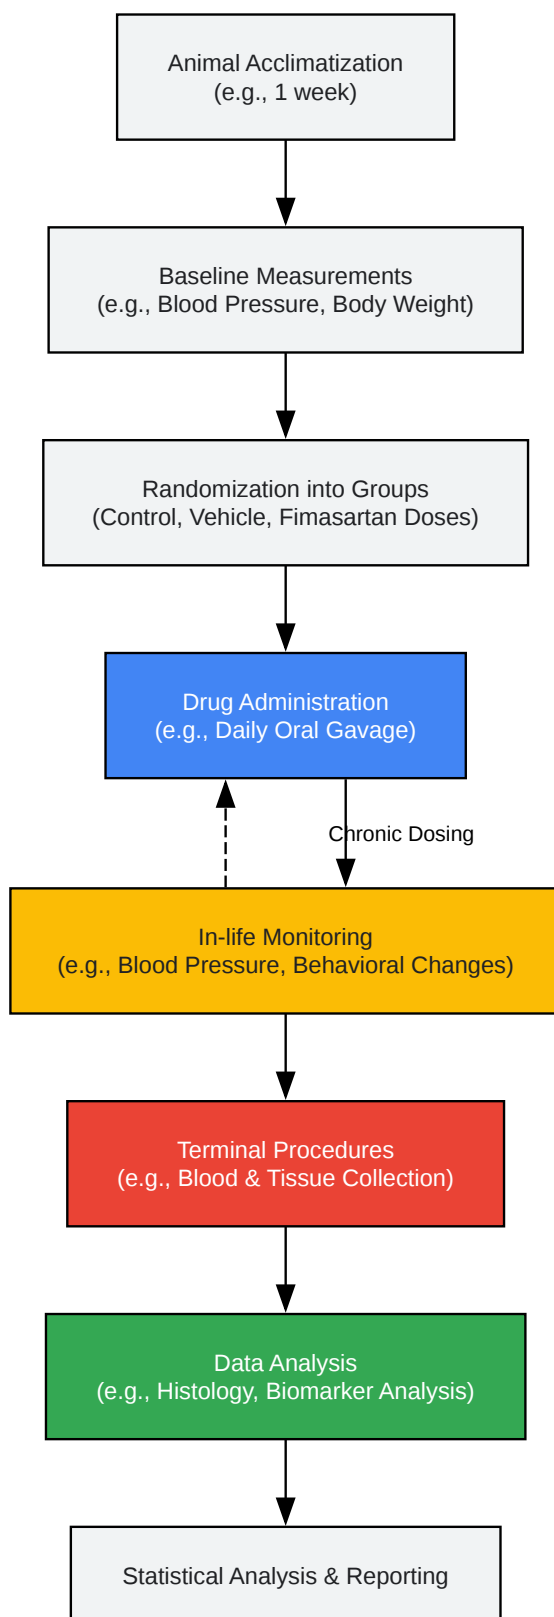 Animal Acclimatization
(e.g., 1 week)
Baseline Measurements
(e.g., Blood Pressure, Body Weight)
Randomization into Groups
(Control, Vehicle, Fimasartan Doses)
Drug Administration
(e.g., Daily Oral Gavage)
Chronic Dosing
In-life Monitoring
(e.g., Blood Pressure, Behavioral Changes)
Terminal Procedures
(e.g., Blood & Tissue Collection)
Data Analysis
(e.g., Histology, Biomarker Analysis)
Statistical Analysis & Reporting